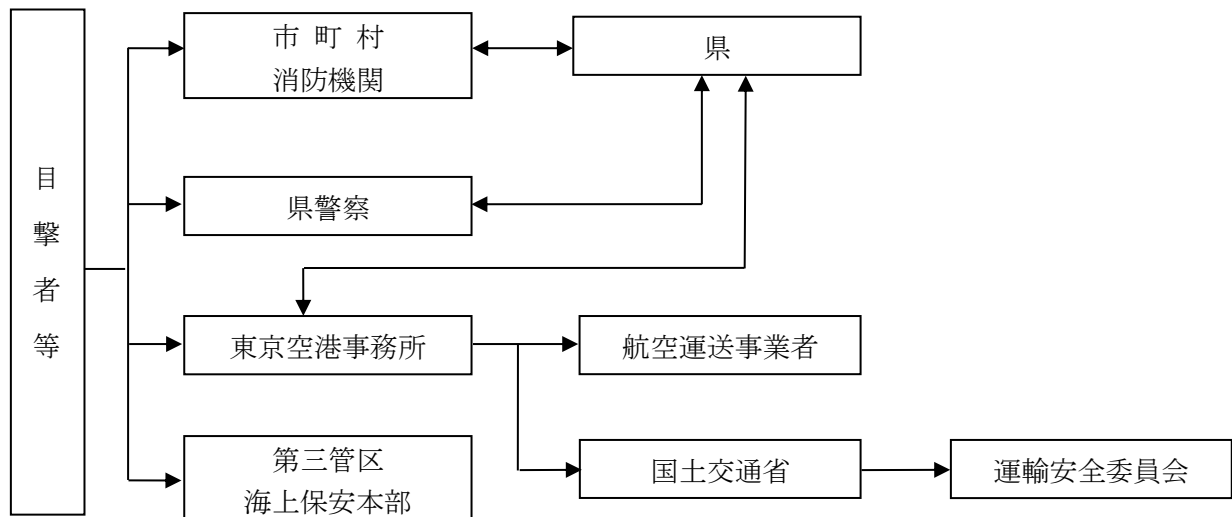 目撃者等
市 町 村
消防機関
県
県警察
東京空港事務所
航空運送事業者
第三管区
海上保安本部
国土交通省
運輸安全委員会